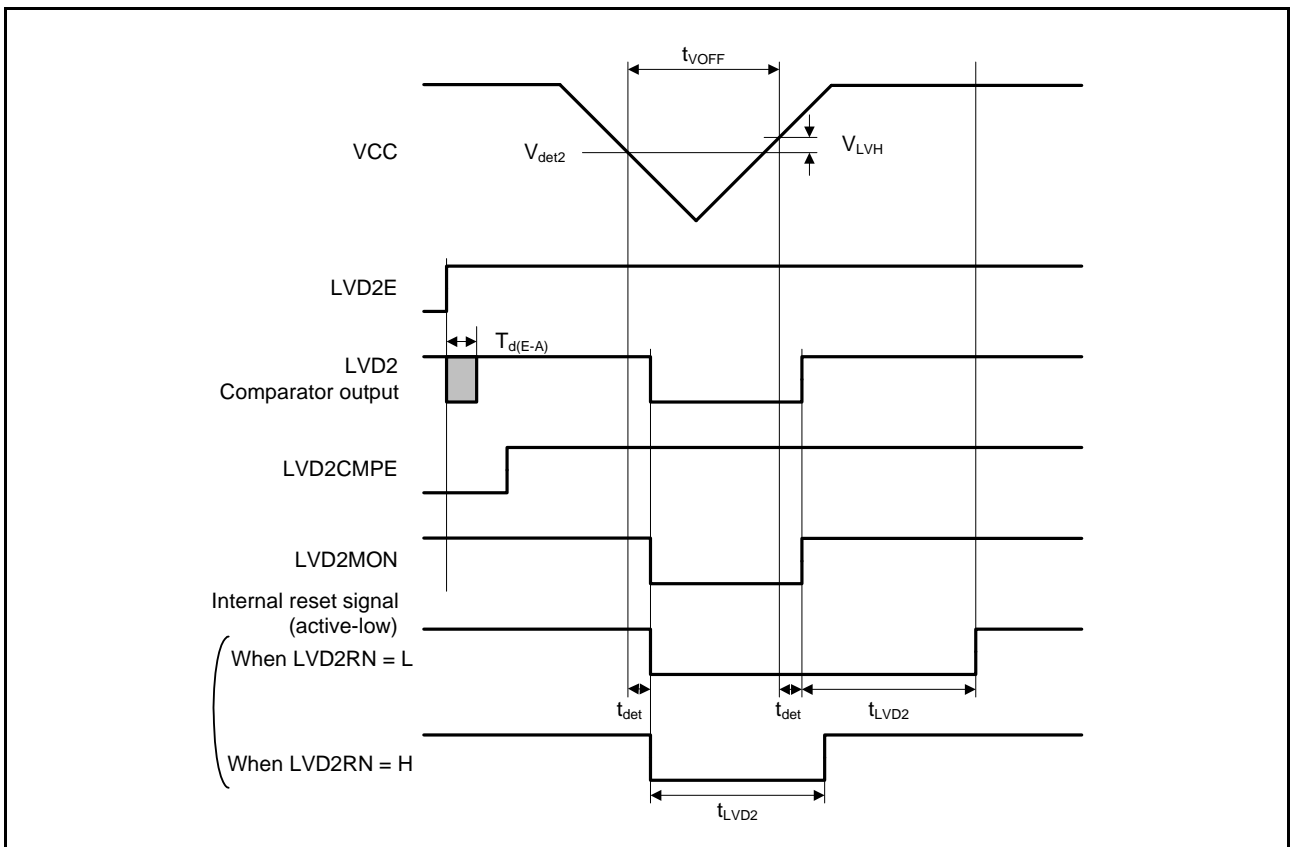 tVOFF
VCC
Vdet2
VLVH
LVD2E
Td(E-A)
LVD2
Comparator output
LVD2CMPE
LVD2MON
Internal reset signal
(active-low)
When LVD2RN = L
tdet
tdet
tLVD2
When LVD2RN = H
tLVD2